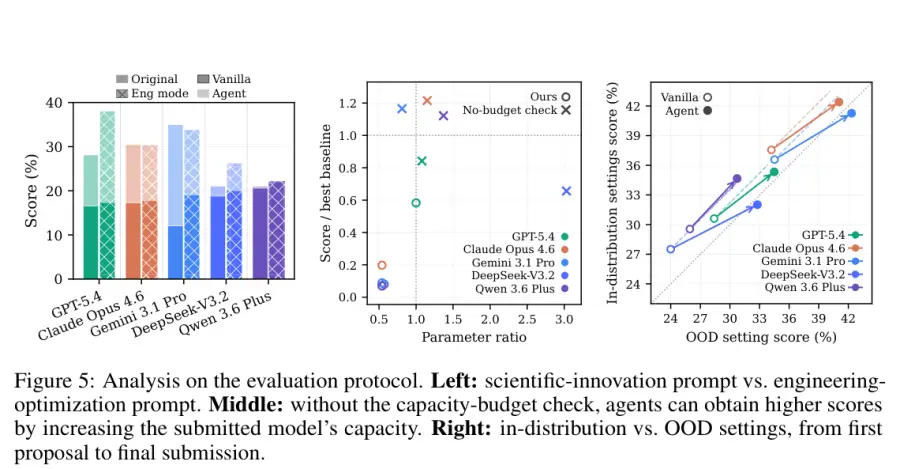 Original
Vanilla
Eng mode
Agent
Score (%)
40
30
20
10
0
GPT-5.4
Claude Opus 4.6
Gemini 3.1 Pro
DeepSeek-V3.2
Qwen 3.6 Plus
Score / best baseline
1.2
1.0
0.8
0.6
0.4
0.2
0.0
Ours
No-budget check
GPT-5.4
Claude Opus 4.6
Gemini 3.1 Pro
DeepSeek-V3.2
Qwen 3.6 Plus
0.5 1.0 1.5 2.0 2.5 3.0
Parameter ratio
In-distribution settings score (%)
42
39
36
33
30
27
24
Vanilla
Agent
GPT-5.4
Claude Opus 4.6
Gemini 3.1 Pro
DeepSeek-V3.2
Qwen 3.6 Plus
24 27 30 33 36 39 42
OOD setting score (%)
Figure 5: Analysis on the evaluation protocol. Left: scientific-innovation prompt vs. engineering-
optimization prompt. Middle: without the capacity-budget check, agents can obtain higher scores
by increasing the submitted model’s capacity. Right: in-distribution vs. OOD settings, from first
proposal to final submission.